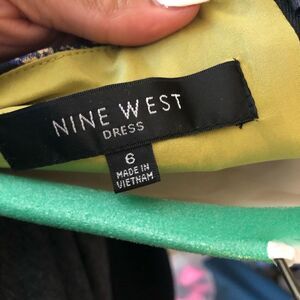 NINE WEST
DRESS
6
MADE IN
VIETNAM